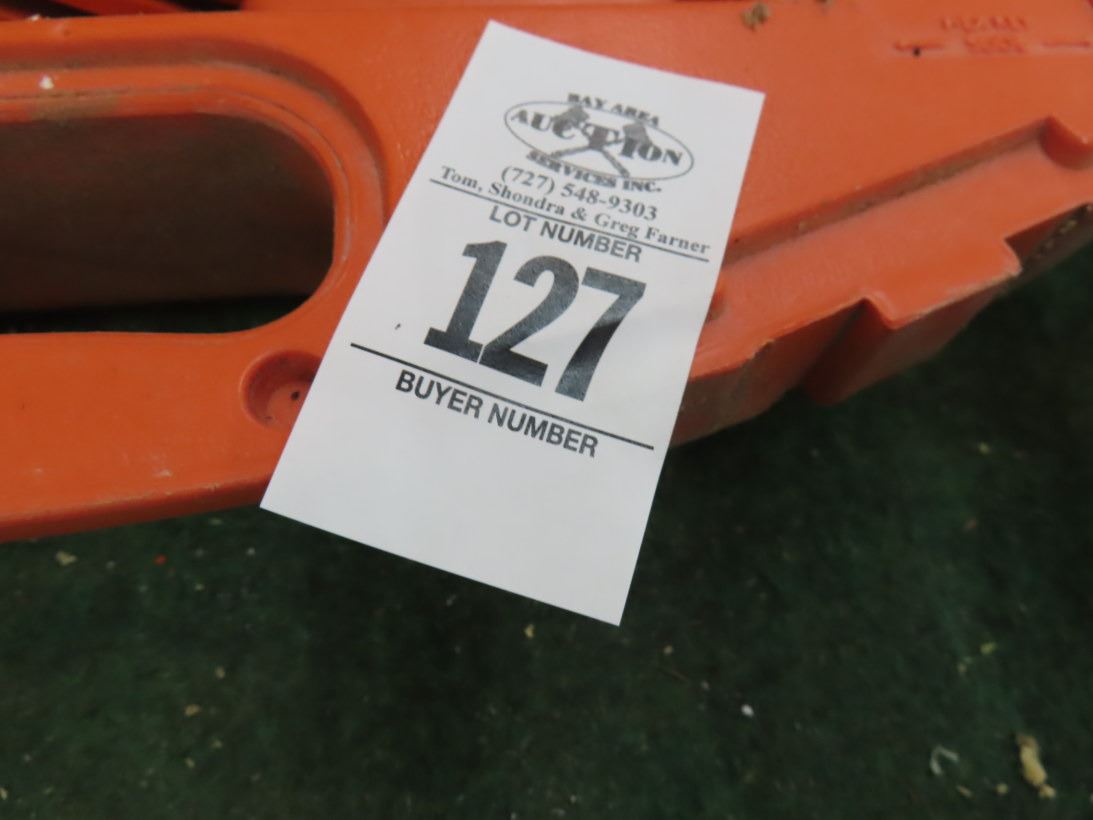 BAY AREA
AUCTION
SERVICES INC.
(727) 548-9303
Tom, Shondra & Greg Farner
LOT NUMBER
127
BUYER NUMBER